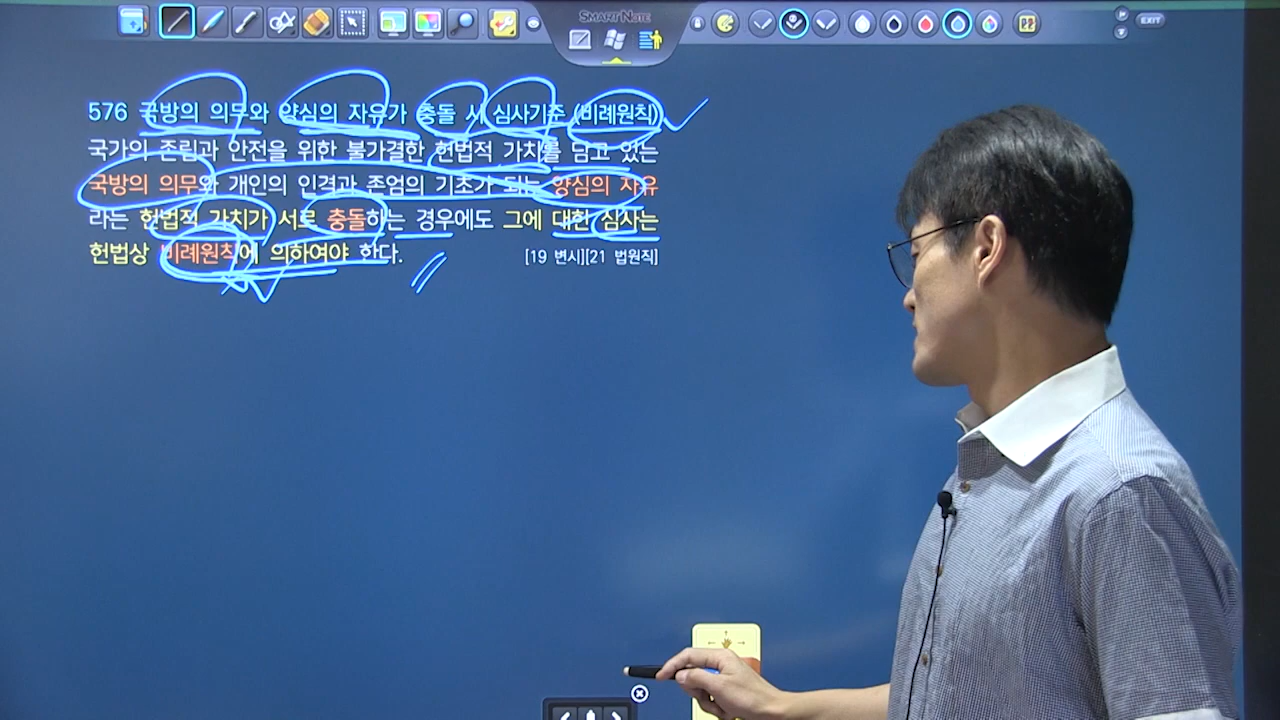 SMART NOTE
EXIT
576 국방의 의무와 양심의 자유가 충돌 시 심사기준 (비례원칙)
국가의 존립과 안전을 위한 불가결한 헌법적 가치를 담고 있는
국방의 의무와 개인의 인격과 존엄의 기초가 되는 양심의 자유
라는 헌법적 가치가 서로 충돌하는 경우에도 그에 대한 심사는
헌법상 비례원칙에 의하여야 한다. [19 변시][21 법원직]